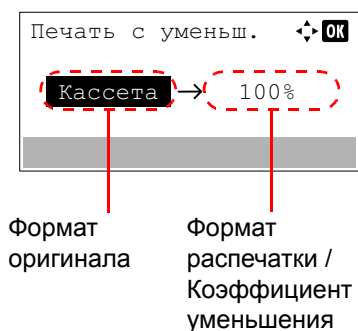 Печать с уменьш. OK
Кассета → 100%
Формат оригинала
Формат распечатки / Коэффициент уменьшения